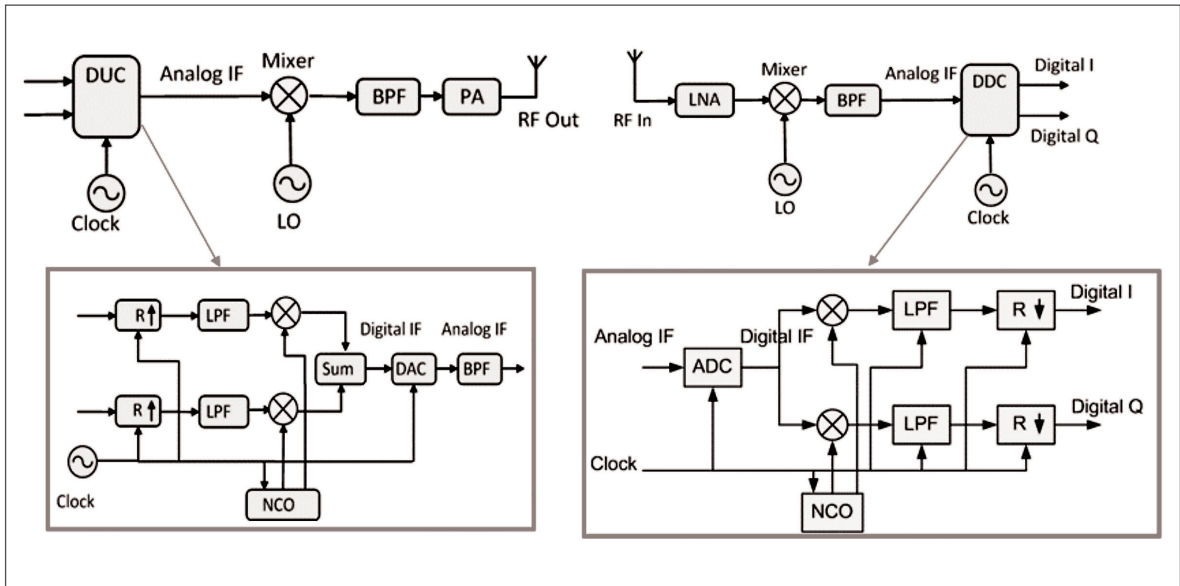 DUC
Analog IF
Mixer
BPF
PA
RF Out
Clock
LO
RF In
LNA
Mixer
BPF
Analog IF
DDC
Digital I
Digital Q
LO
Clock
R
LPF
Digital IF
Analog IF
Sum
DAC
BPF
R
LPF
Clock
NCO
Analog IF
ADC
Digital IF
LPF
R
Digital I
LPF
R
Digital Q
Clock
NCO